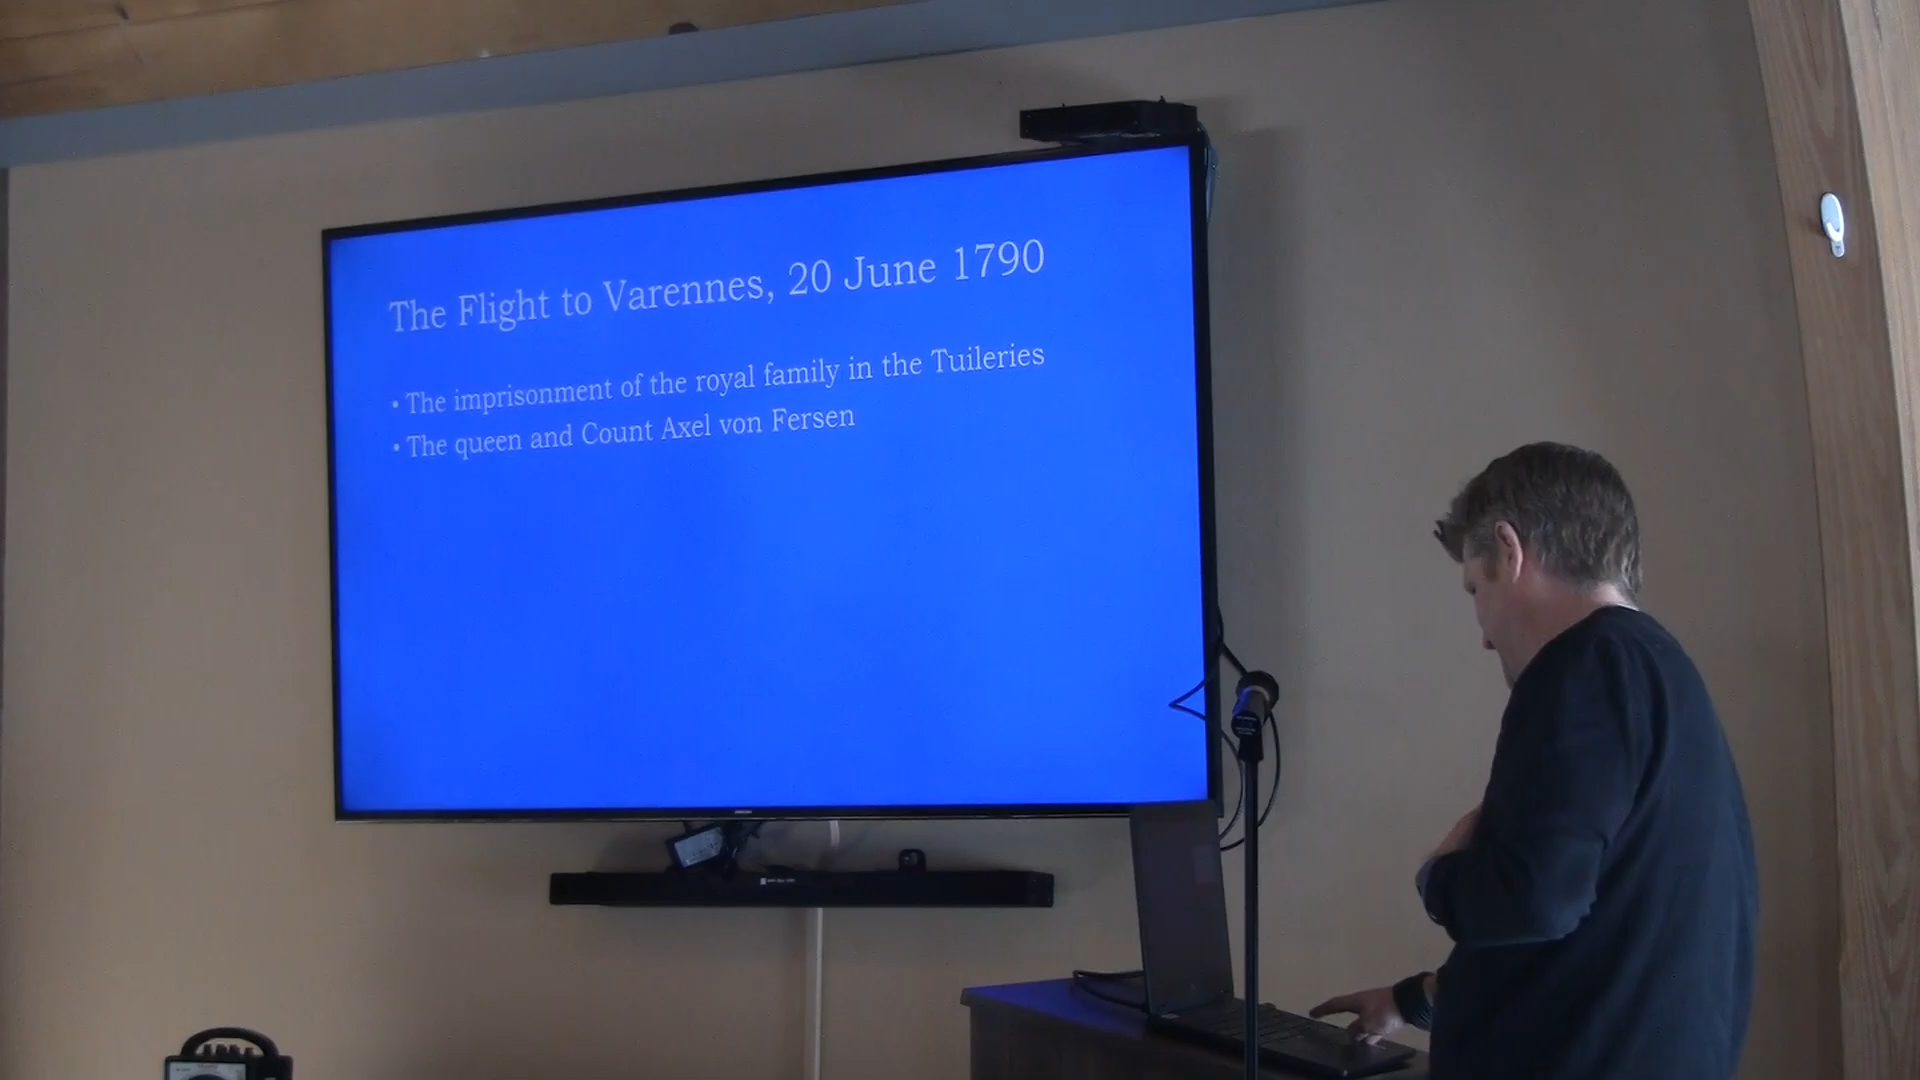 The Flight to Varennes, 20 June 1790
• The imprisonment of the royal family in the Tuileries
• The queen and Count Axel von Fersen